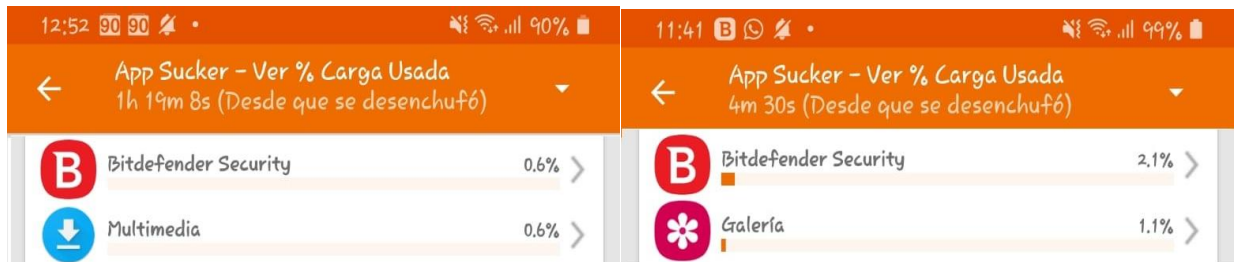 12:52 90 90 90%
App Sucker - Ver % Carga Usada
1h 19m 8s (Desde que se desenchufó)
B Bitdefender Security 0.6%
Multimedia 0.6%
11:41 B 99%
App Sucker - Ver % Carga Usada
4m 30s (Desde que se desenchufó)
B Bitdefender Security 2.1%
Galería 1.1%